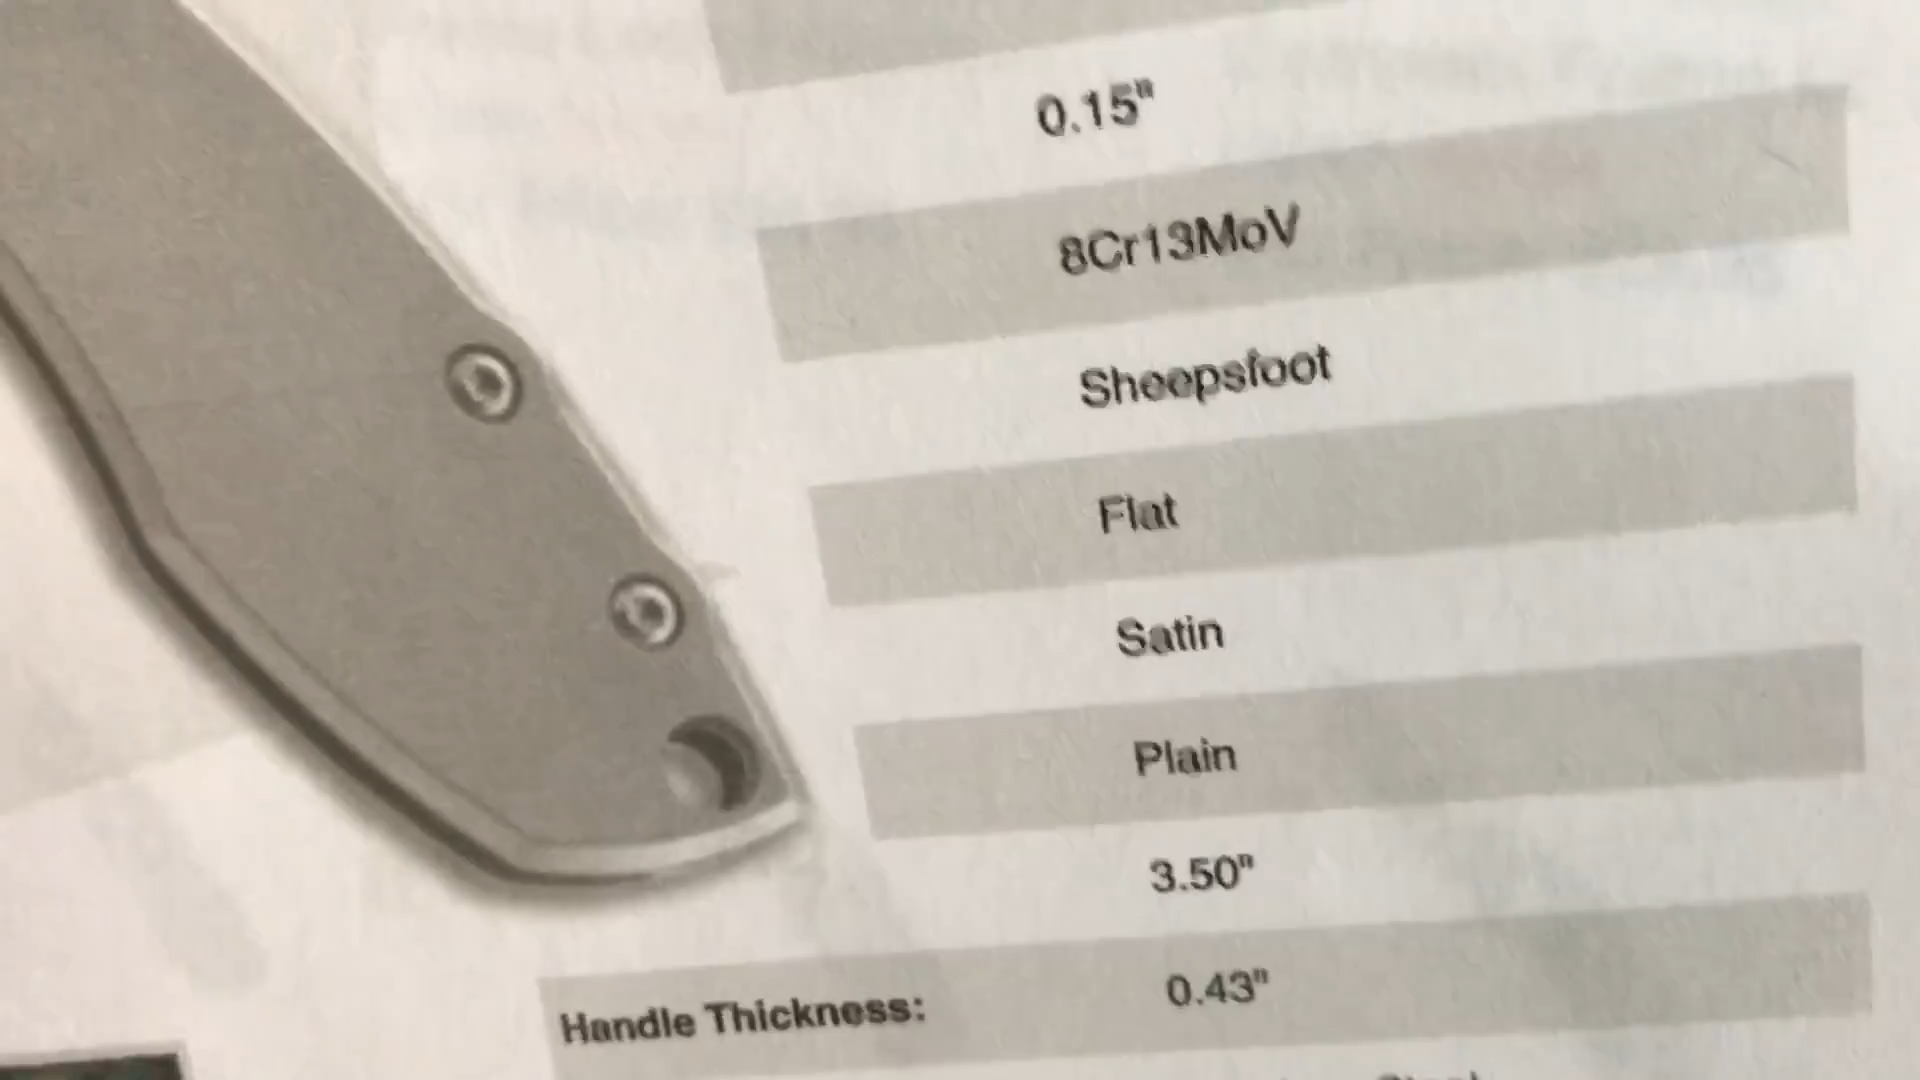 0.15"
8Cr13MoV
Sheepsfoot
Flat
Satin
Plain
3.50"
Handle Thickness: 0.43"